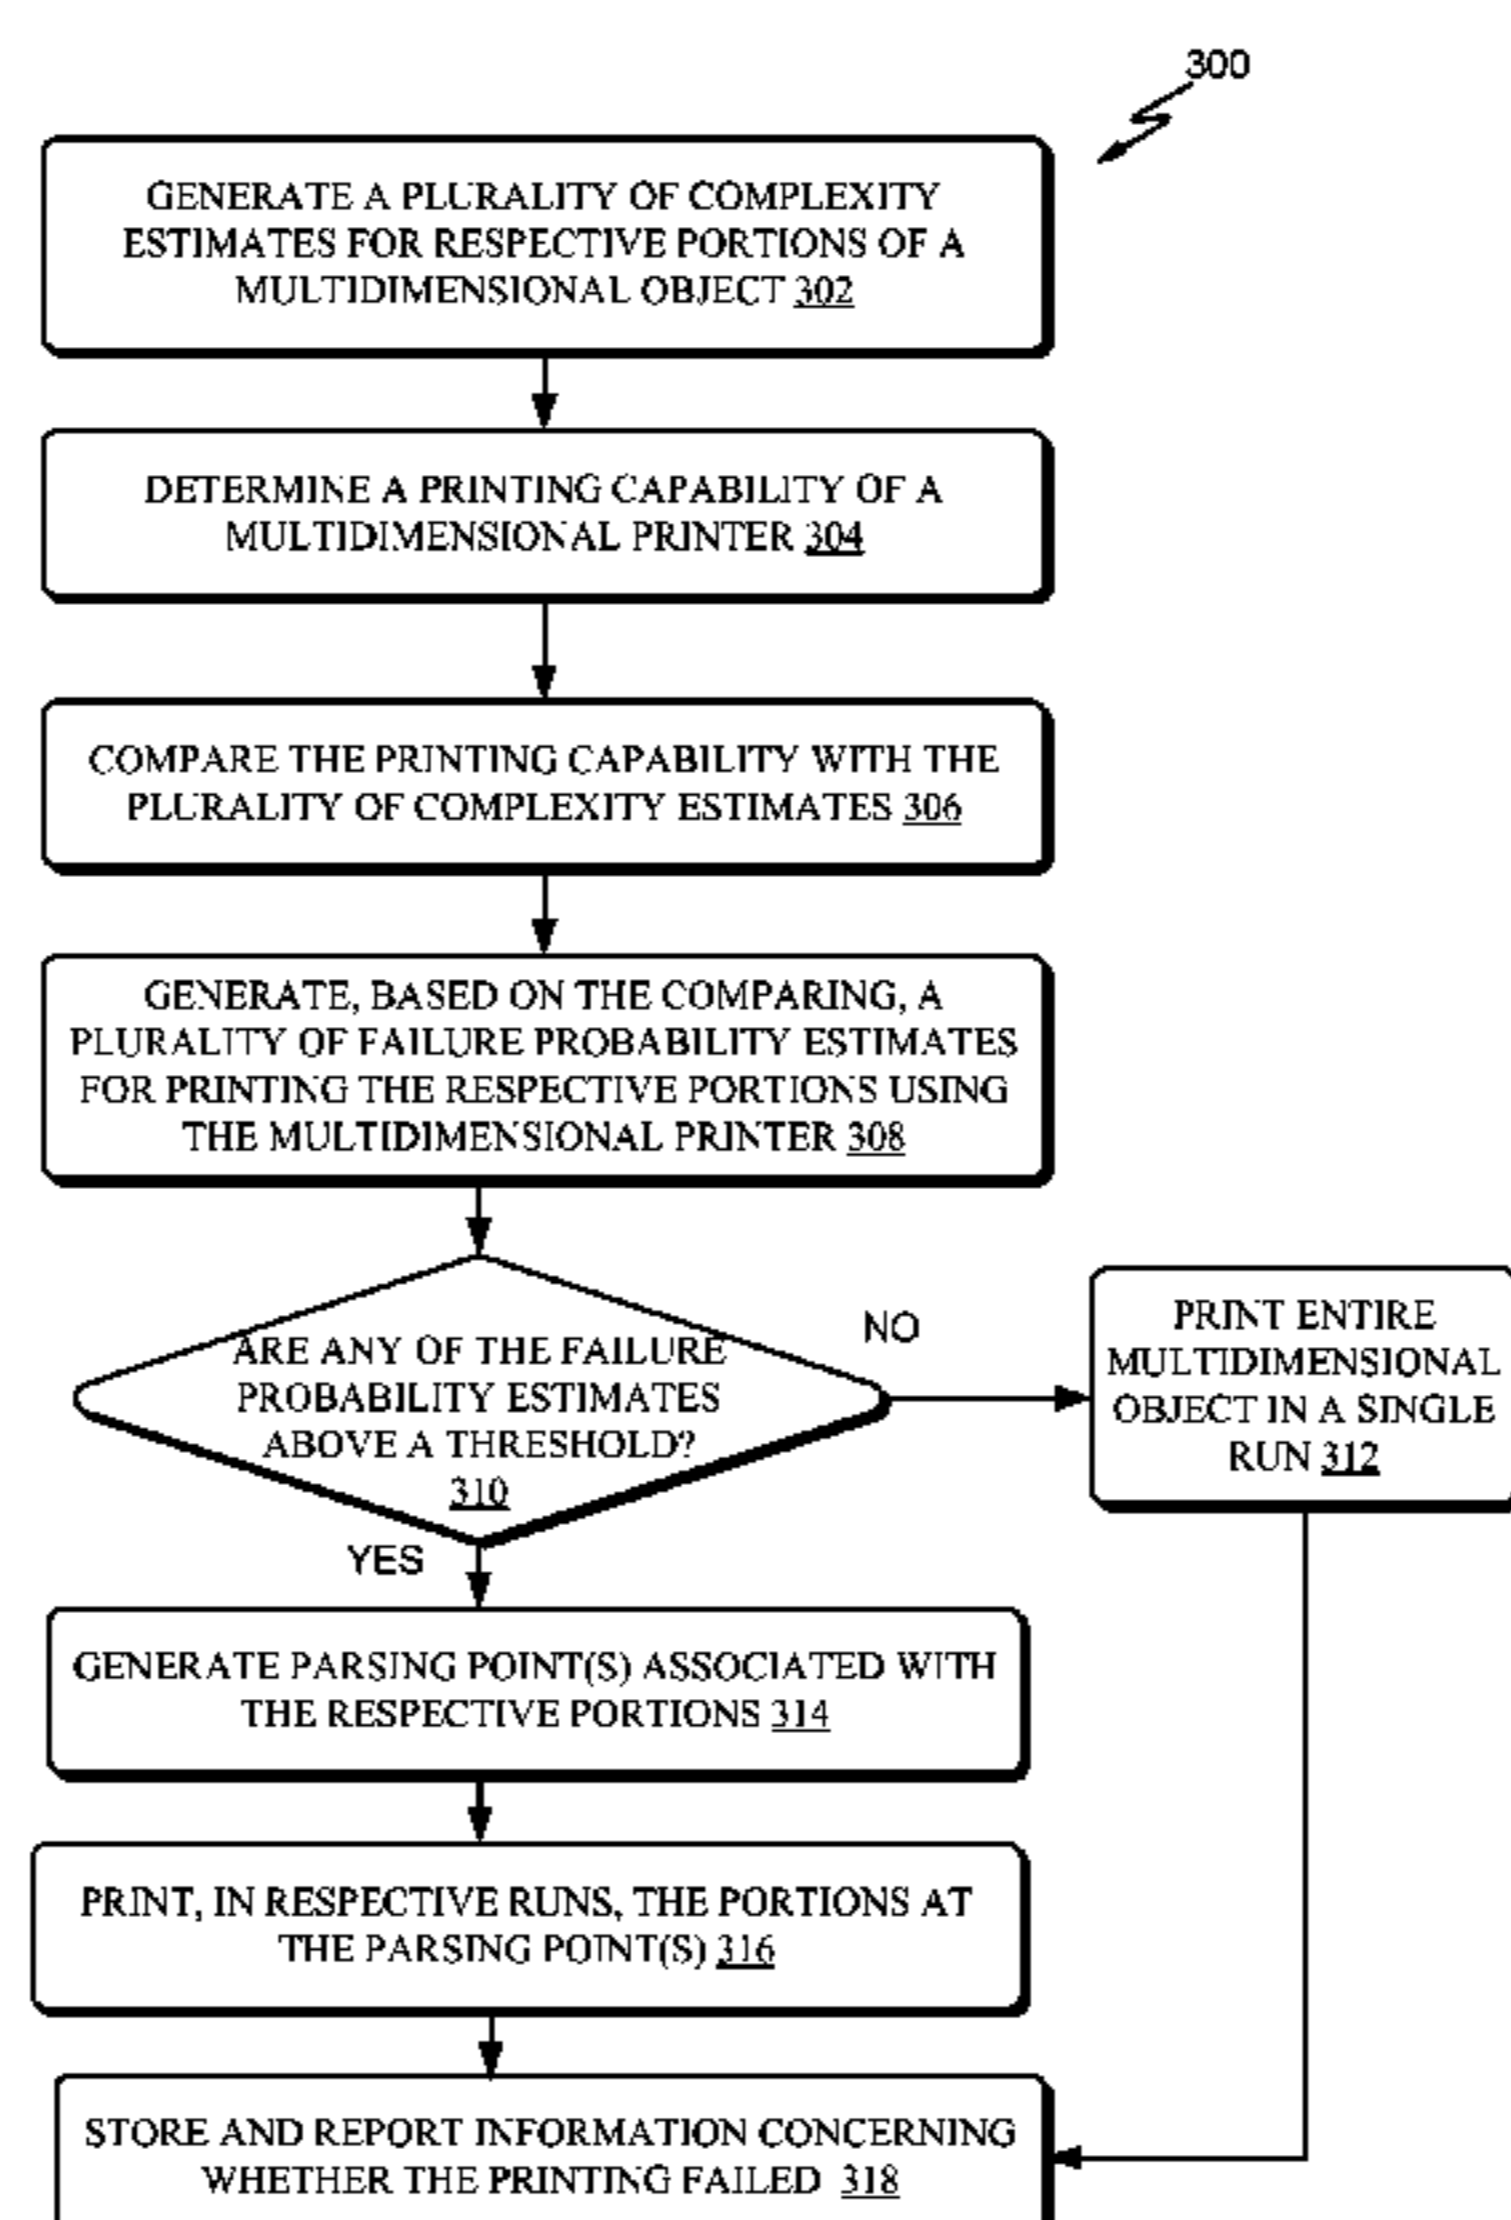 300
GENERATE A PLURALITY OF COMPLEXITY
ESTIMATES FOR RESPECTIVE PORTIONS OF A
MULTIDIMENSIONAL OBJECT 302
DETERMINE A PRINTING CAPABILITY OF A
MULTIDIMENSIONAL PRINTER 304
COMPARE THE PRINTING CAPABILITY WITH THE
PLURALITY OF COMPLEXITY ESTIMATES 306
GENERATE, BASED ON THE COMPARING, A
PLURALITY OF FAILURE PROBABILITY ESTIMATES
FOR PRINTING THE RESPECTIVE PORTIONS USING
THE MULTIDIMENSIONAL PRINTER 308
ARE ANY OF THE FAILURE
PROBABILITY ESTIMATES
ABOVE A THRESHOLD?
310
NO
PRINT ENTIRE
MULTIDIMENSIONAL
OBJECT IN A SINGLE
RUN 312
YES
GENERATE PARSING POINT(S) ASSOCIATED WITH
THE RESPECTIVE PORTIONS 314
PRINT, IN RESPECTIVE RUNS, THE PORTIONS AT
THE PARSING POINT(S) 316
STORE AND REPORT INFORMATION CONCERNING
WHETHER THE PRINTING FAILED 318